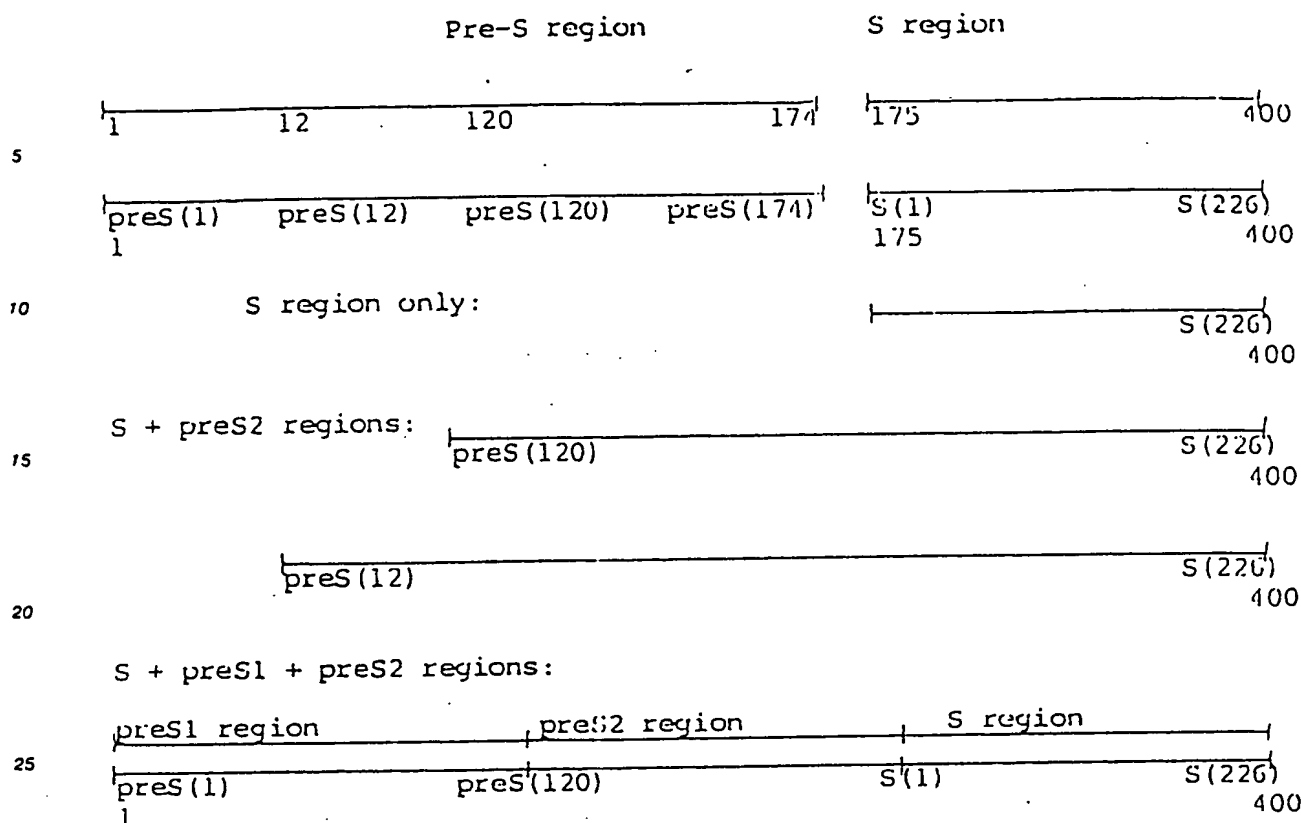 Pre-S region S region
1 12 120 174 175 400
5
preS(1) preS(12) preS(120) preS(174) S(1) S(226)
1 175 400
10 S region only:
S(226)
400
S + preS2 regions:
15 preS(120) S(226)
400
preS(12) S(226)
20 400
S + preS1 + preS2 regions:
preS1 region preS2 region S region
25 preS(1) preS(120) S(1) S(226)
1 400